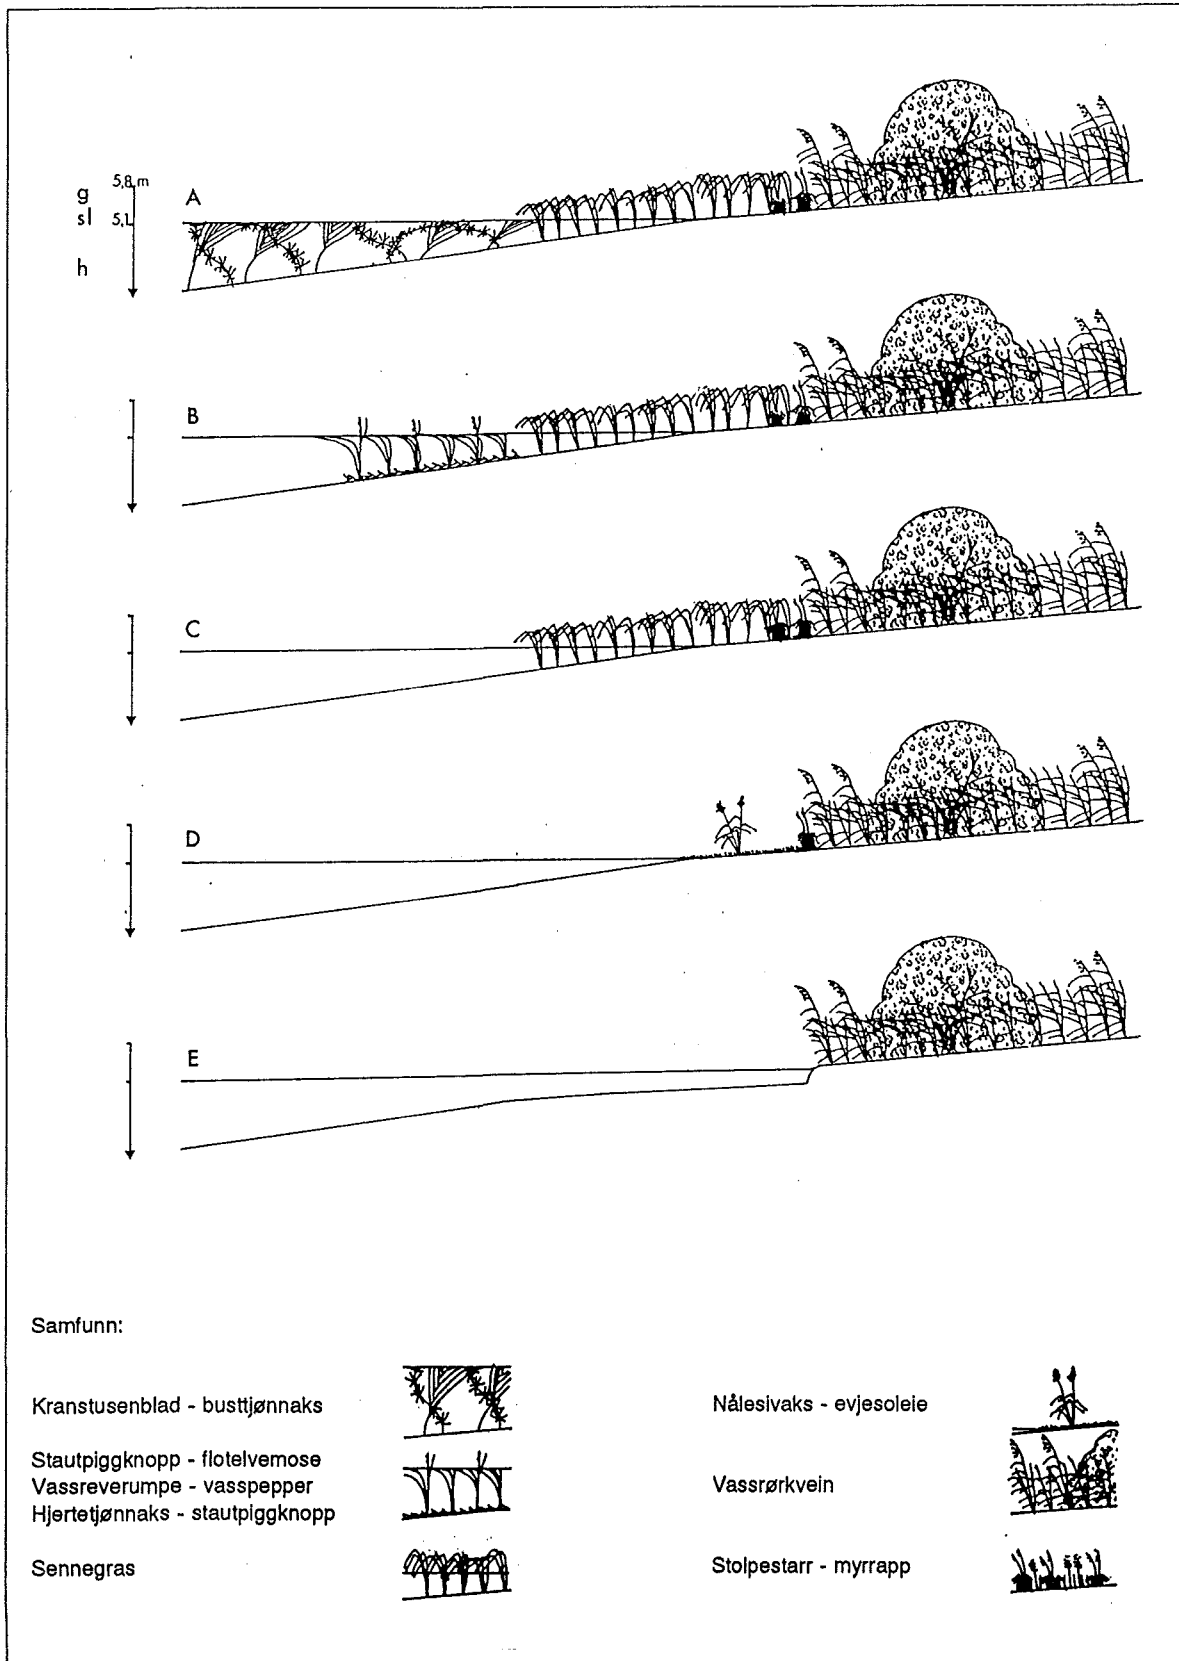 5,8 m
g
A
sl
5,1
h
B
C
D
E
Samfunn:
Kranstusenblad - busttjønnaks
Stautpiggknopp - flotelvemose
Vassreverumpe - vasspepper
Hjertetjønnaks - stautpiggknopp
Sennegras
Nålesivaks - evjesoleie
Vassrørkvein
Stolpestarr - myrrapp